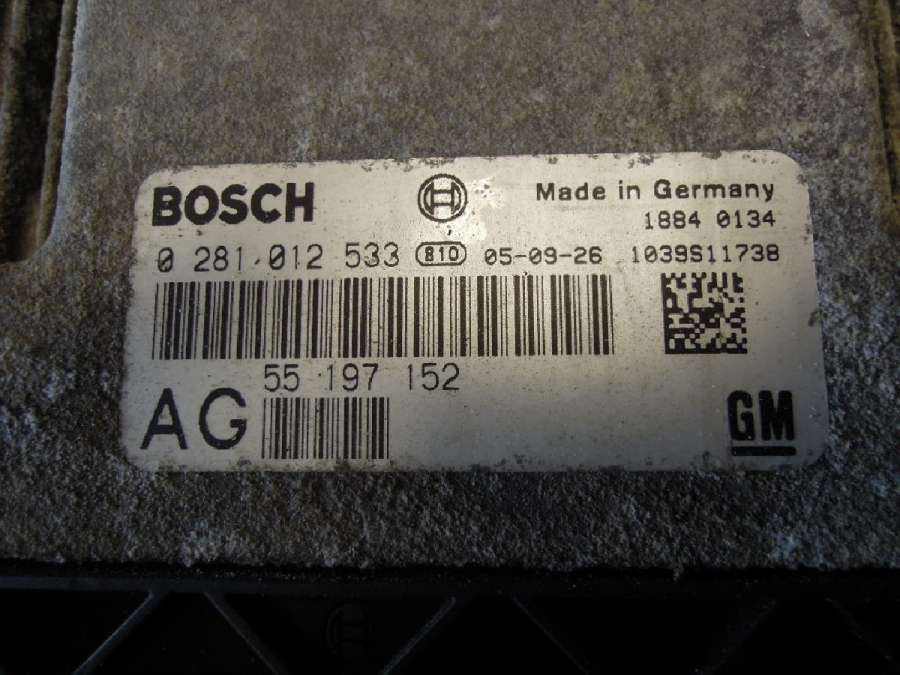 BOSCH
Made in Germany
1884 0134
0 281 012 533 810 05-09-26 1039S11738
55 197 152
AG
GM